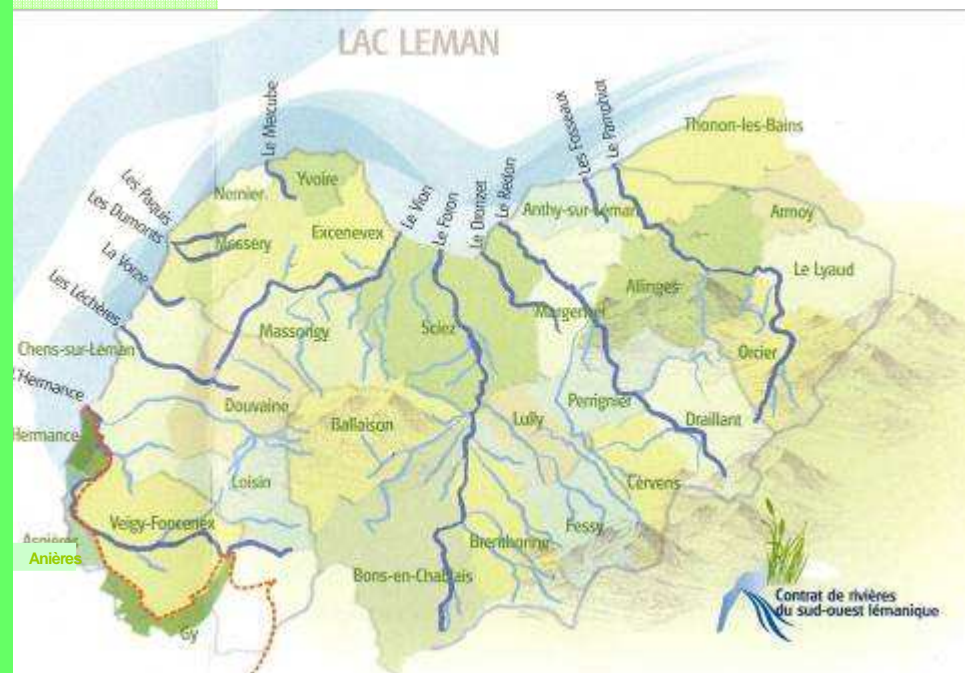 LAC LEMAN
Le Mercube
Les Fosseaux
Le Pamphiot
Thonon-les-Bains
Les Paquis
Les Dumonts
Nernier
Yvoire
Le Vion
Le Foron
Le Dronzet
Le Redon
Anthy-sur-Léman
Armoy
La Vorze
Messery
Excenevex
Le Lyaud
Les Léchères
Allinges
Massongy
Sciez
Margencel
Chens-sur-Léman
Orcier
L'Hermance
Douvaine
Ballaison
Lully
Perrignier
Draillant
Hermance
Loisin
Cervens
Veigy-Foncenex
Fessy
Brenthonne
Anières
Bons-en-Chablais
Contrat de rivières
du sud-ouest lémanique
Gy